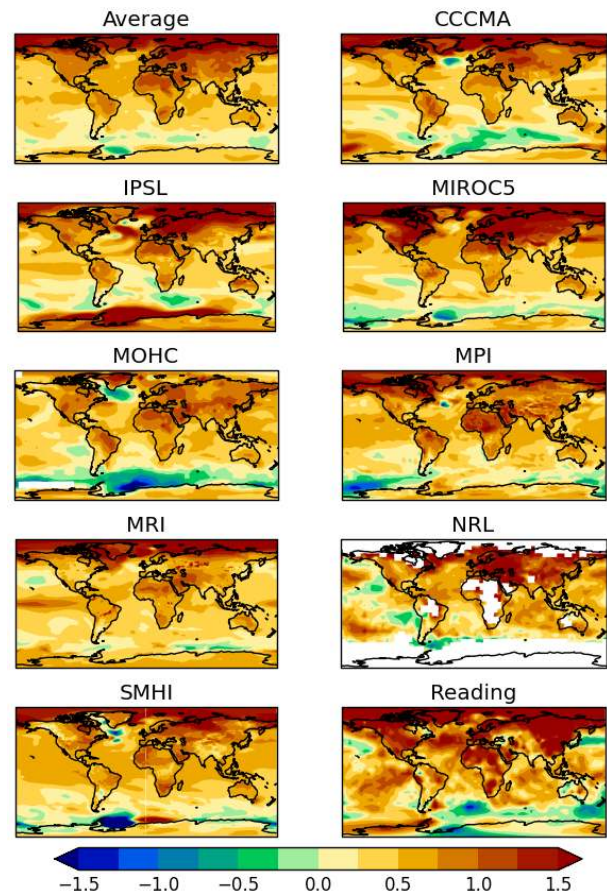 Average CCCMA
IPSL MIROC5
MOHC MPI
MRI NRL
SMHI Reading
−1.5 −1.0 −0.5 0.0 0.5 1.0 1.5